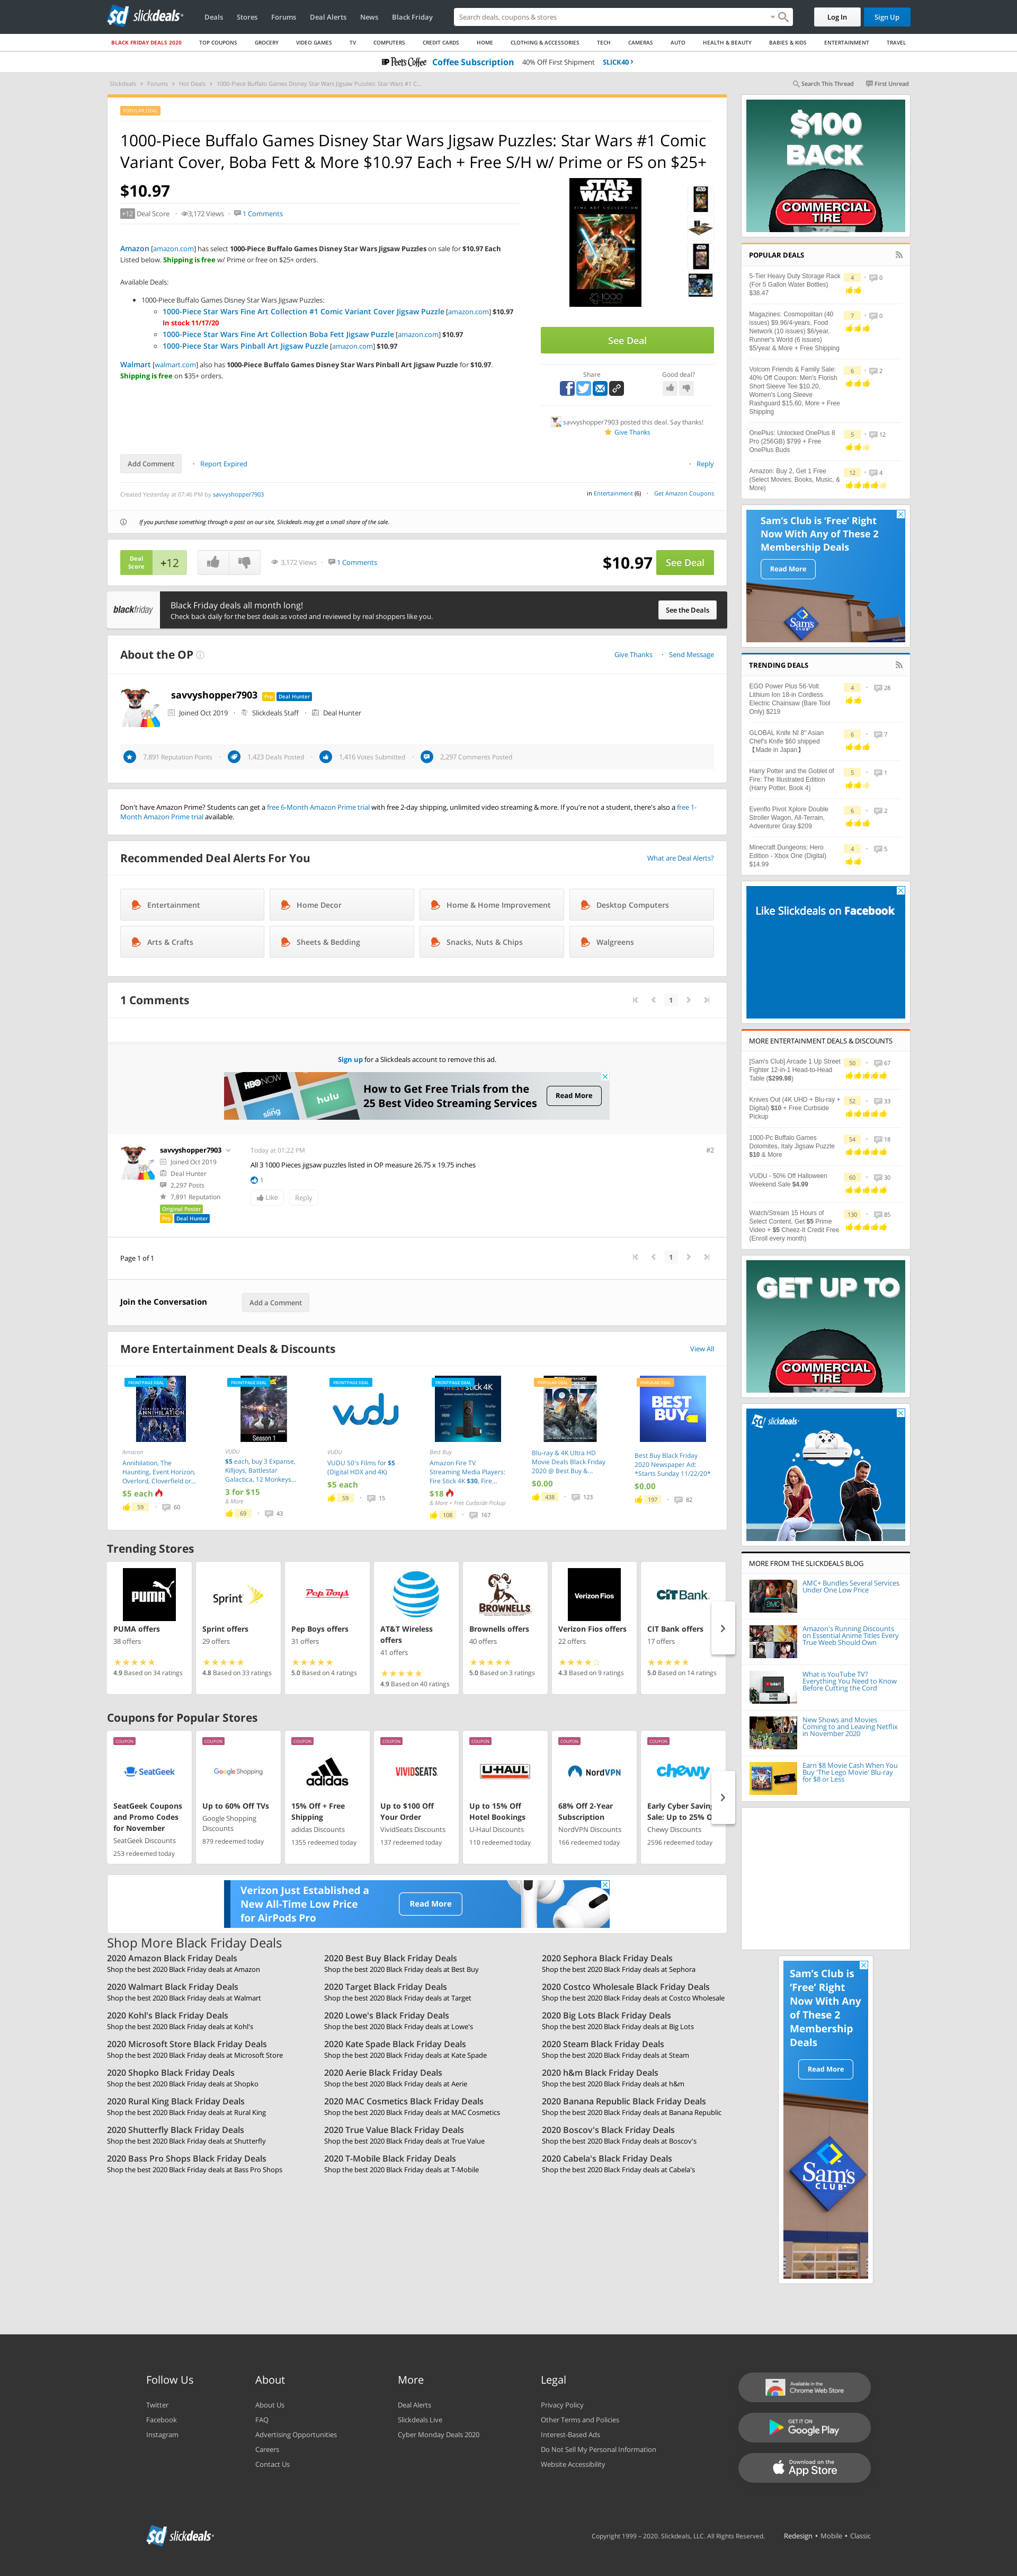 slickdeals
Deals Stores Forums Deal Alerts News Black Friday
Search deals, coupons & stores
Log In Sign Up
BLACK FRIDAY DEALS 2020 TOP COUPONS GROCERY VIDEO GAMES TV COMPUTERS CREDIT CARDS HOME CLOTHING & ACCESSORIES TECH CAMERAS AUTO HEALTH & BEAUTY BABIES & KIDS ENTERTAINMENT TRAVEL
Peet's Coffee Coffee Subscription 40% Off First Shipment SLICK40 ›
Slickdeals › Forums › Hot Deals › 1000-Piece Buffalo Games Disney Star Wars Jigsaw Puzzles: Star Wars #1 C...
Search This Thread First Unread
POPULAR DEAL
1000-Piece Buffalo Games Disney Star Wars Jigsaw Puzzles: Star Wars #1 Comic
Variant Cover, Boba Fett & More $10.97 Each + Free S/H w/ Prime or FS on $25+
$10.97
+12 Deal Score · 3,172 Views · 1 Comments
Amazon [amazon.com] has select 1000-Piece Buffalo Games Disney Star Wars Jigsaw Puzzles on sale for $10.97 Each
Listed below. Shipping is free w/ Prime or free on $25+ orders.
Available Deals:
1000-Piece Buffalo Games Disney Star Wars Jigsaw Puzzles:
1000-Piece Star Wars Fine Art Collection #1 Comic Variant Cover Jigsaw Puzzle [amazon.com] $10.97
In stock 11/17/20
1000-Piece Star Wars Fine Art Collection Boba Fett Jigsaw Puzzle [amazon.com] $10.97
1000-Piece Star Wars Pinball Art Jigsaw Puzzle [amazon.com] $10.97
Walmart [walmart.com] also has 1000-Piece Buffalo Games Disney Star Wars Pinball Art Jigsaw Puzzle for $10.97.
Shipping is free on $35+ orders.
STAR WARS
FINE ART COLLECTION
1000
See Deal
Share Good deal?
savvyshopper7903 posted this deal. Say thanks!
Give Thanks
Add Comment · Report Expired · Reply
Created Yesterday at 07:46 PM by savvyshopper7903
in Entertainment (6) · Get Amazon Coupons
If you purchase something through a post on our site, Slickdeals may get a small share of the sale.
Deal Score +12
3,172 Views · 1 Comments
$10.97 See Deal
blackfriday
Black Friday deals all month long!
Check back daily for the best deals as voted and reviewed by real shoppers like you.
See the Deals
About the OP
Give Thanks · Send Message
savvyshopper7903 Pro Deal Hunter
Joined Oct 2019 · Slickdeals Staff · Deal Hunter
7,891 Reputation Points · 1,423 Deals Posted · 1,416 Votes Submitted · 2,297 Comments Posted
Don't have Amazon Prime? Students can get a free 6-Month Amazon Prime trial with free 2-day shipping, unlimited video streaming & more. If you're not a student, there's also a free 1-
Month Amazon Prime trial available.
Recommended Deal Alerts For You
What are Deal Alerts?
Entertainment Home Decor Home & Home Improvement Desktop Computers
Arts & Crafts Sheets & Bedding Snacks, Nuts & Chips Walgreens
1 Comments
1
Sign up for a Slickdeals account to remove this ad.
HBO NOW
sling
hulu
How to Get Free Trials from the
25 Best Video Streaming Services
Read More
savvyshopper7903
Joined Oct 2019
Deal Hunter
2,297 Posts
7,891 Reputation
Original Poster
Pro Deal Hunter
Today at 01:22 PM
#2
All 3 1000 Pieces jigsaw puzzles listed in OP measure 26.75 x 19.75 inches
1
Like Reply
Page 1 of 1
1
Join the Conversation
Add a Comment
More Entertainment Deals & Discounts
View All
FRONTPAGE DEAL
ANNIHILATION
Amazon
Annihilation, The
Haunting, Event Horizon,
Overlord, Cloverfield or...
$5 each
59 · 60
FRONTPAGE DEAL
Season 1
VUDU
$5 each, buy 3 Expanse,
Killjoys, Battlestar
Galactica, 12 Monkeys...
3 for $15
& More
69 · 43
FRONTPAGE DEAL
vudu
VUDU
VUDU $5's Films for $5
(Digital HDX and 4K)
$5 each
59 · 15
FRONTPAGE DEAL
fire tv stick 4K
Best Buy
Amazon Fire TV
Streaming Media Players:
Fire Stick 4K $30, Fire...
$18
& More + Free Curbside Pickup
108 · 167
POPULAR DEAL
1917
Blu-ray & 4K Ultra HD
Movie Deals Black Friday
2020 @ Best Buy &...
$0.00
438 · 123
POPULAR DEAL
BEST BUY
Best Buy Black Friday
2020 Newspaper Ad:
*Starts Sunday 11/22/20*
$0.00
197 · 82
Trending Stores
PUMA
PUMA offers
38 offers
4.9 Based on 34 ratings
Sprint
Sprint offers
29 offers
4.8 Based on 33 ratings
Pep Boys
Pep Boys offers
31 offers
5.0 Based on 4 ratings
AT&T Wireless
offers
41 offers
4.9 Based on 40 ratings
BROWNELLS
Brownells offers
40 offers
5.0 Based on 3 ratings
Verizon Fios
Verizon Fios offers
22 offers
4.3 Based on 9 ratings
CIT Bank
CIT Bank offers
17 offers
5.0 Based on 14 ratings
Coupons for Popular Stores
COUPON
SeatGeek
SeatGeek Coupons
and Promo Codes
for November
SeatGeek Discounts
253 redeemed today
COUPON
Google Shopping
Up to 60% Off TVs
Google Shopping
Discounts
879 redeemed today
COUPON
adidas
15% Off + Free
Shipping
adidas Discounts
1355 redeemed today
COUPON
VIVIDSEATS
Up to $100 Off
Your Order
VividSeats Discounts
137 redeemed today
COUPON
U-HAUL
Up to 15% Off
Hotel Bookings
U-Haul Discounts
110 redeemed today
COUPON
NordVPN
68% Off 2-Year
Subscription
NordVPN Discounts
166 redeemed today
COUPON
chewy
Early Cyber Saving
Sale: Up to 25% O
Chewy Discounts
2596 redeemed today
Verizon Just Established a
New All-Time Low Price
for AirPods Pro
Read More
Shop More Black Friday Deals
2020 Amazon Black Friday Deals
Shop the best 2020 Black Friday deals at Amazon
2020 Best Buy Black Friday Deals
Shop the best 2020 Black Friday deals at Best Buy
2020 Sephora Black Friday Deals
Shop the best 2020 Black Friday deals at Sephora
2020 Walmart Black Friday Deals
Shop the best 2020 Black Friday deals at Walmart
2020 Target Black Friday Deals
Shop the best 2020 Black Friday deals at Target
2020 Costco Wholesale Black Friday Deals
Shop the best 2020 Black Friday deals at Costco Wholesale
2020 Kohl's Black Friday Deals
Shop the best 2020 Black Friday deals at Kohl's
2020 Lowe's Black Friday Deals
Shop the best 2020 Black Friday deals at Lowe's
2020 Big Lots Black Friday Deals
Shop the best 2020 Black Friday deals at Big Lots
2020 Microsoft Store Black Friday Deals
Shop the best 2020 Black Friday deals at Microsoft Store
2020 Kate Spade Black Friday Deals
Shop the best 2020 Black Friday deals at Kate Spade
2020 Steam Black Friday Deals
Shop the best 2020 Black Friday deals at Steam
2020 Shopko Black Friday Deals
Shop the best 2020 Black Friday deals at Shopko
2020 Aerie Black Friday Deals
Shop the best 2020 Black Friday deals at Aerie
2020 h&m Black Friday Deals
Shop the best 2020 Black Friday deals at h&m
2020 Rural King Black Friday Deals
Shop the best 2020 Black Friday deals at Rural King
2020 MAC Cosmetics Black Friday Deals
Shop the best 2020 Black Friday deals at MAC Cosmetics
2020 Banana Republic Black Friday Deals
Shop the best 2020 Black Friday deals at Banana Republic
2020 Shutterfly Black Friday Deals
Shop the best 2020 Black Friday deals at Shutterfly
2020 True Value Black Friday Deals
Shop the best 2020 Black Friday deals at True Value
2020 Boscov's Black Friday Deals
Shop the best 2020 Black Friday deals at Boscov's
2020 Bass Pro Shops Black Friday Deals
Shop the best 2020 Black Friday deals at Bass Pro Shops
2020 T-Mobile Black Friday Deals
Shop the best 2020 Black Friday deals at T-Mobile
2020 Cabela's Black Friday Deals
Shop the best 2020 Black Friday deals at Cabela's
$100
BACK
COMMERCIAL
TIRE
POPULAR DEALS
5-Tier Heavy Duty Storage Rack
(For 5 Gallon Water Bottles)
$38.47
4 · 0
Magazines: Cosmopolitan (40
issues) $9.96/4-years, Food
Network (10 issues) $6/year,
Runner's World (6 issues)
$5/year & More + Free Shipping
7 · 0
Volcom Friends & Family Sale:
40% Off Coupon: Men's Florish
Short Sleeve Tee $10.20,
Women's Long Sleeve
Rashguard $15.60, More + Free
Shipping
6 · 2
OnePlus: Unlocked OnePlus 8
Pro (256GB) $799 + Free
OnePlus Buds
5 · 12
Amazon: Buy 2, Get 1 Free
(Select Movies, Books, Music, &
More)
12 · 4
Sam's Club is 'Free' Right
Now With Any of These 2
Membership Deals
Read More
Sam's CLUB
TRENDING DEALS
EGO Power Plus 56-Volt
Lithium Ion 18-in Cordless
Electric Chainsaw (Bare Tool
Only) $219
4 · 28
GLOBAL Knife NI 8" Asian
Chef's Knife $60 shipped
【Made in Japan】
6 · 7
Harry Potter and the Goblet of
Fire: The Illustrated Edition
(Harry Potter, Book 4)
5 · 1
Evenflo Pivot Xplore Double
Stroller Wagon, All-Terrain,
Adventurer Gray $209
6 · 2
Minecraft Dungeons: Hero
Edition - Xbox One (Digital)
$14.99
4 · 5
Like Slickdeals on Facebook
MORE ENTERTAINMENT DEALS & DISCOUNTS
[Sam's Club] Arcade 1 Up Street
Fighter 12-in-1 Head-to-Head
Table ($299.98)
50 · 67
Knives Out (4K UHD + Blu-ray +
Digital) $10 + Free Curbside
Pickup
52 · 33
1000-Pc Buffalo Games
Dolomites, Italy Jigsaw Puzzle
$10 & More
54 · 18
VUDU - 50% Off Halloween
Weekend Sale $4.99
60 · 30
Watch/Stream 15 Hours of
Select Content, Get $5 Prime
Video + $5 Cheez-It Credit Free
(Enroll every month)
130 · 85
GET UP TO
COMMERCIAL
TIRE
slickdeals
MORE FROM THE SLICKDEALS BLOG
AMC+ Bundles Several Services
Under One Low Price
Amazon's Running Discounts
on Essential Anime Titles Every
True Weeb Should Own
What is YouTube TV?
Everything You Need to Know
Before Cutting the Cord
New Shows and Movies
Coming to and Leaving Netflix
in November 2020
Earn $8 Movie Cash When You
Buy 'The Lego Movie' Blu-ray
for $8 or Less
Sam's Club is
'Free' Right
Now With Any
of These 2
Membership
Deals
Read More
Sam's CLUB
Follow Us
Twitter
Facebook
Instagram
About
About Us
FAQ
Advertising Opportunities
Careers
Contact Us
More
Deal Alerts
Slickdeals Live
Cyber Monday Deals 2020
Legal
Privacy Policy
Other Terms and Policies
Interest-Based Ads
Do Not Sell My Personal Information
Website Accessibility
Available in the
Chrome Web Store
GET IT ON
Google Play
Download on the
App Store
slickdeals
Copyright 1999 – 2020. Slickdeals, LLC. All Rights Reserved. Redesign • Mobile • Classic